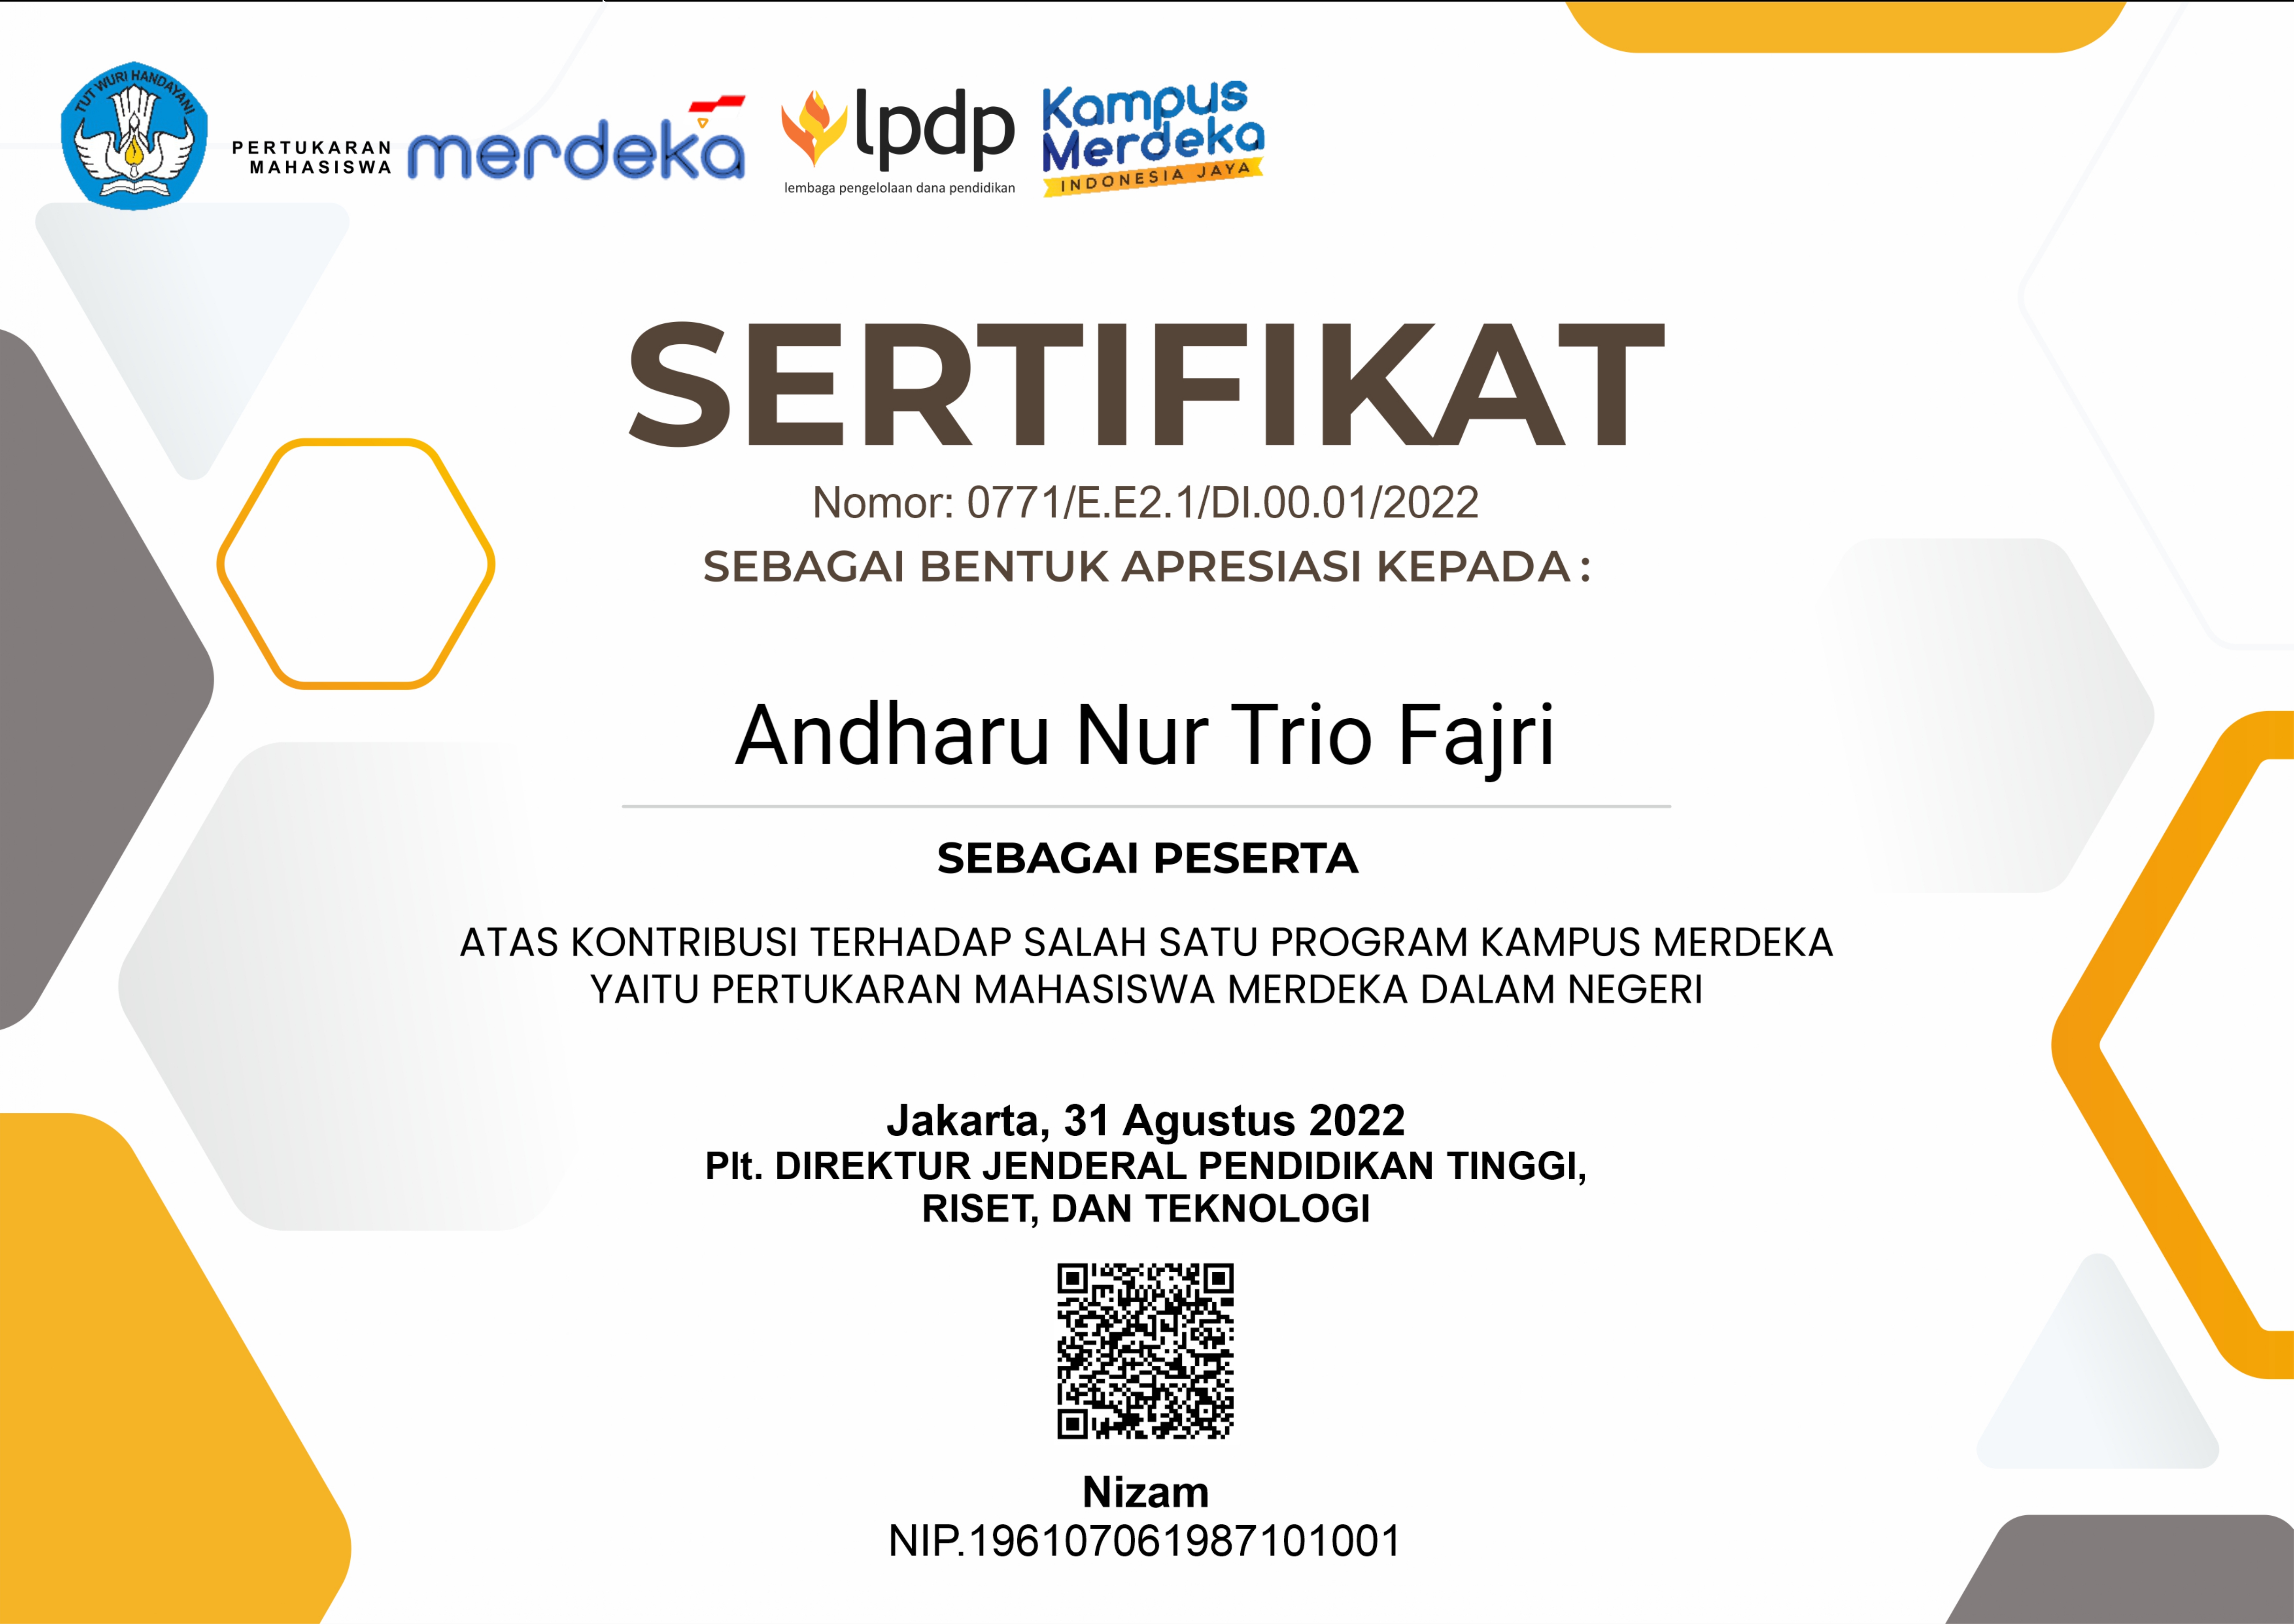 TUT WURI HANDAYANI
PERTUKARAN
MAHASISWA
merdeka
lpdp
lembaga pengelolaan dana pendidikan
Kampus
Merdeka
INDONESIA JAYA
SERTIFIKAT
Nomor: 0771/E.E2.1/DI.00.01/2022
SEBAGAI BENTUK APRESIASI KEPADA :
Andharu Nur Trio Fajri
SEBAGAI PESERTA
ATAS KONTRIBUSI TERHADAP SALAH SATU PROGRAM KAMPUS MERDEKA
YAITU PERTUKARAN MAHASISWA MERDEKA DALAM NEGERI
Jakarta, 31 Agustus 2022
Plt. DIREKTUR JENDERAL PENDIDIKAN TINGGI,
RISET, DAN TEKNOLOGI
Nizam
NIP.196107061987101001